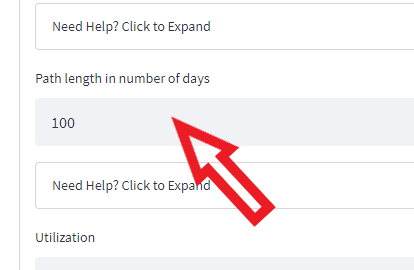 Need Help? Click to Expand
Path length in number of days
100
Need Help? Click to Expand
Utilization